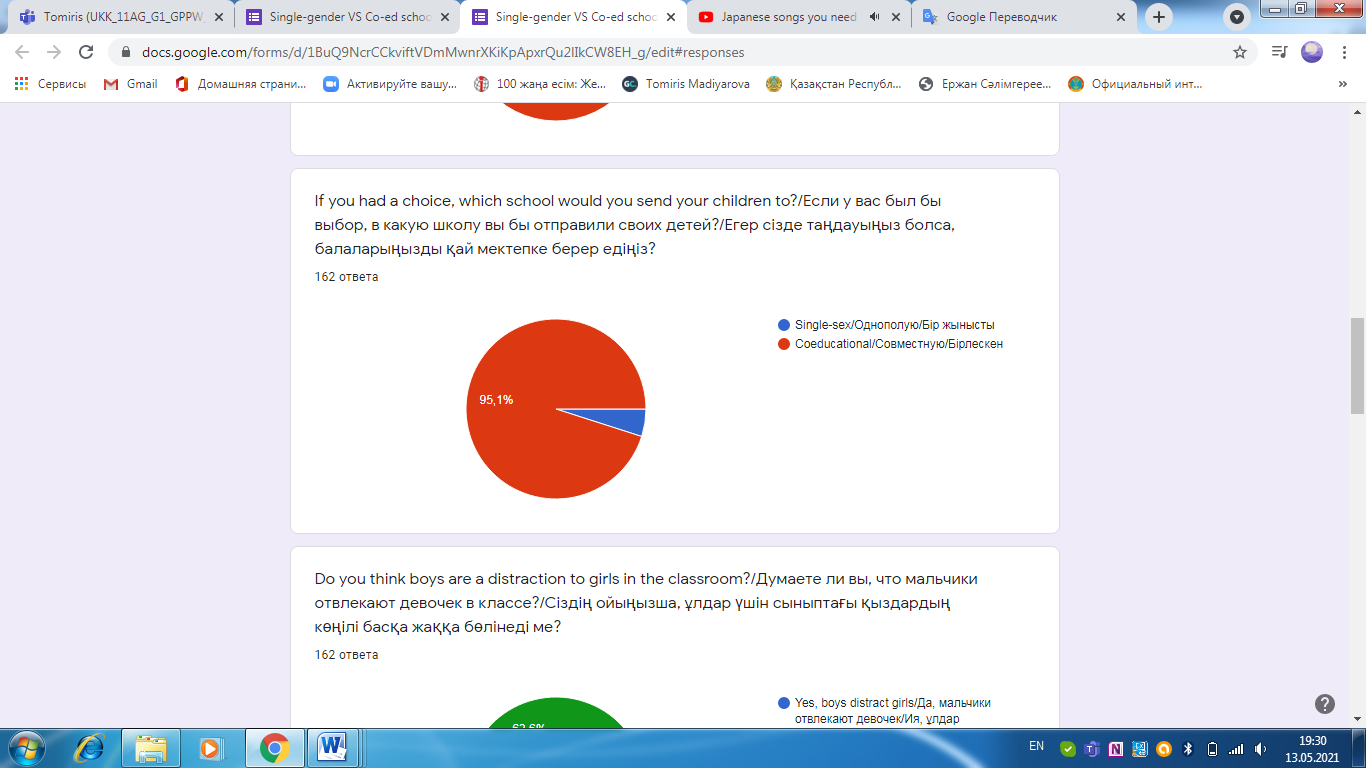 Tomiris (UKK_11AG_G1_GPPW
Single-gender VS Co-ed schoo
Single-gender VS Co-ed schoo
Japanese songs you need
Google Переводчик
docs.google.com/forms/d/1BuQ9NcrCCkviftVDmMwnrXKiKpApxrQu2lIkCW8EH_g/edit#responses
Сервисы
Gmail
Домашняя страни...
Активируйте вашу...
100 жаңа есім: Же...
Tomiris Madiyarova
Қазақстан Республ...
Ержан Сәлімгерее...
Официальный инт...
If you had a choice, which school would you send your children to?/Если у вас был бы
выбор, в какую школу вы бы отправили своих детей?/Егер сізде таңдауыңыз болса,
балаларыңызды қай мектепке берер едіңіз?
162 ответа
Single-sex/Однополую/Бір жынысты
Coeducational/Совместную/Бірлескен
95,1%
Do you think boys are a distraction to girls in the classroom?/Думаете ли вы, что мальчики
отвлекают девочек в классе?/Сіздің ойыңызша, ұлдар үшін сыныптағы қыздардың
көңілі басқа жаққа бөлінеді ме?
162 ответа
Yes, boys distract girls/Да, мальчики
отвлекают девочек/Ия, ұлдар
EN
19:30
13.05.2021